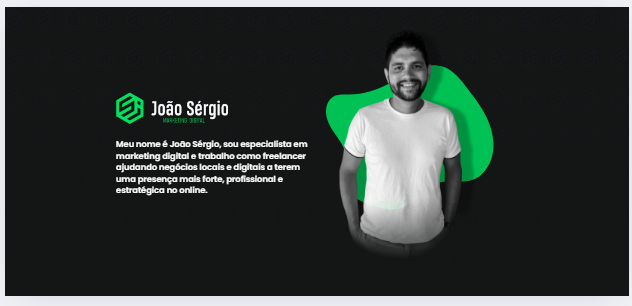 João Sérgio
MARKETING DIGITAL
Meu nome é João Sérgio, sou especialista em
marketing digital e trabalho como freelancer
ajudando negócios locais e digitais a terem
uma presença mais forte, profissional e
estratégica no online.